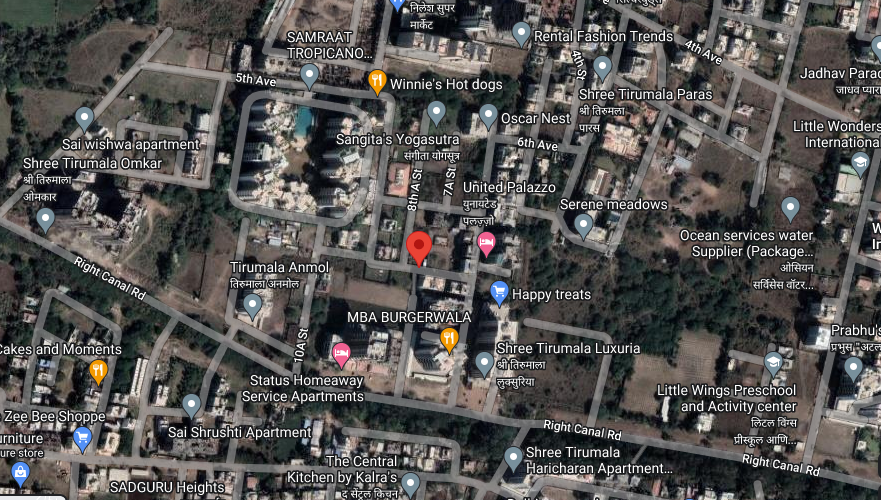 निलेश सुपर
मार्केट
SAMRAAT
TROPICANO...
Rental Fashion Trends
4th Ave
4th St
5th Ave
Winnie's Hot dogs
Jadhav Parad
जाधव प्यारा
Shree Tirumala Paras
श्री तिरुमला
पारस
Oscar Nest
Sangita's Yogasutra
संगीता योगसूत्र
6th Ave
Little Wonders
International
Sai wishwa apartment
Shree Tirumala Omkar
श्री तिरुमाला
ओमकार
8th A St
7A St
United Palazzo
युनायटेड
पलाज़्ज़ो
Serene meadows
Ocean services water
Supplier (Package...
ओसियन
सर्विसेस वॉटर...
W
In
Right Canal Rd
Tirumala Anmol
तिरुमाला अनमोल
Happy treats
MBA BURGERWALA
10A St
Prabhu's
प्रभुस "अटल
Cakes and Moments
Shree Tirumala Luxuria
श्री तिरुमाला
लुक्सुरिया
Status Homeaway
Service Apartments
Little Wings Preschool
and Activity center
लिटल विंग्स
प्रीस्कूल आणि...
Zee Bee Shoppe
Sai Shrushti Apartment
Right Canal Rd
urniture
ure store
Shree Tirumala
Haricharan Apartment...
Right Canal Rd
The Central
Kitchen by Kalra's
द सेंट्रल किचन
SADGURU Heights